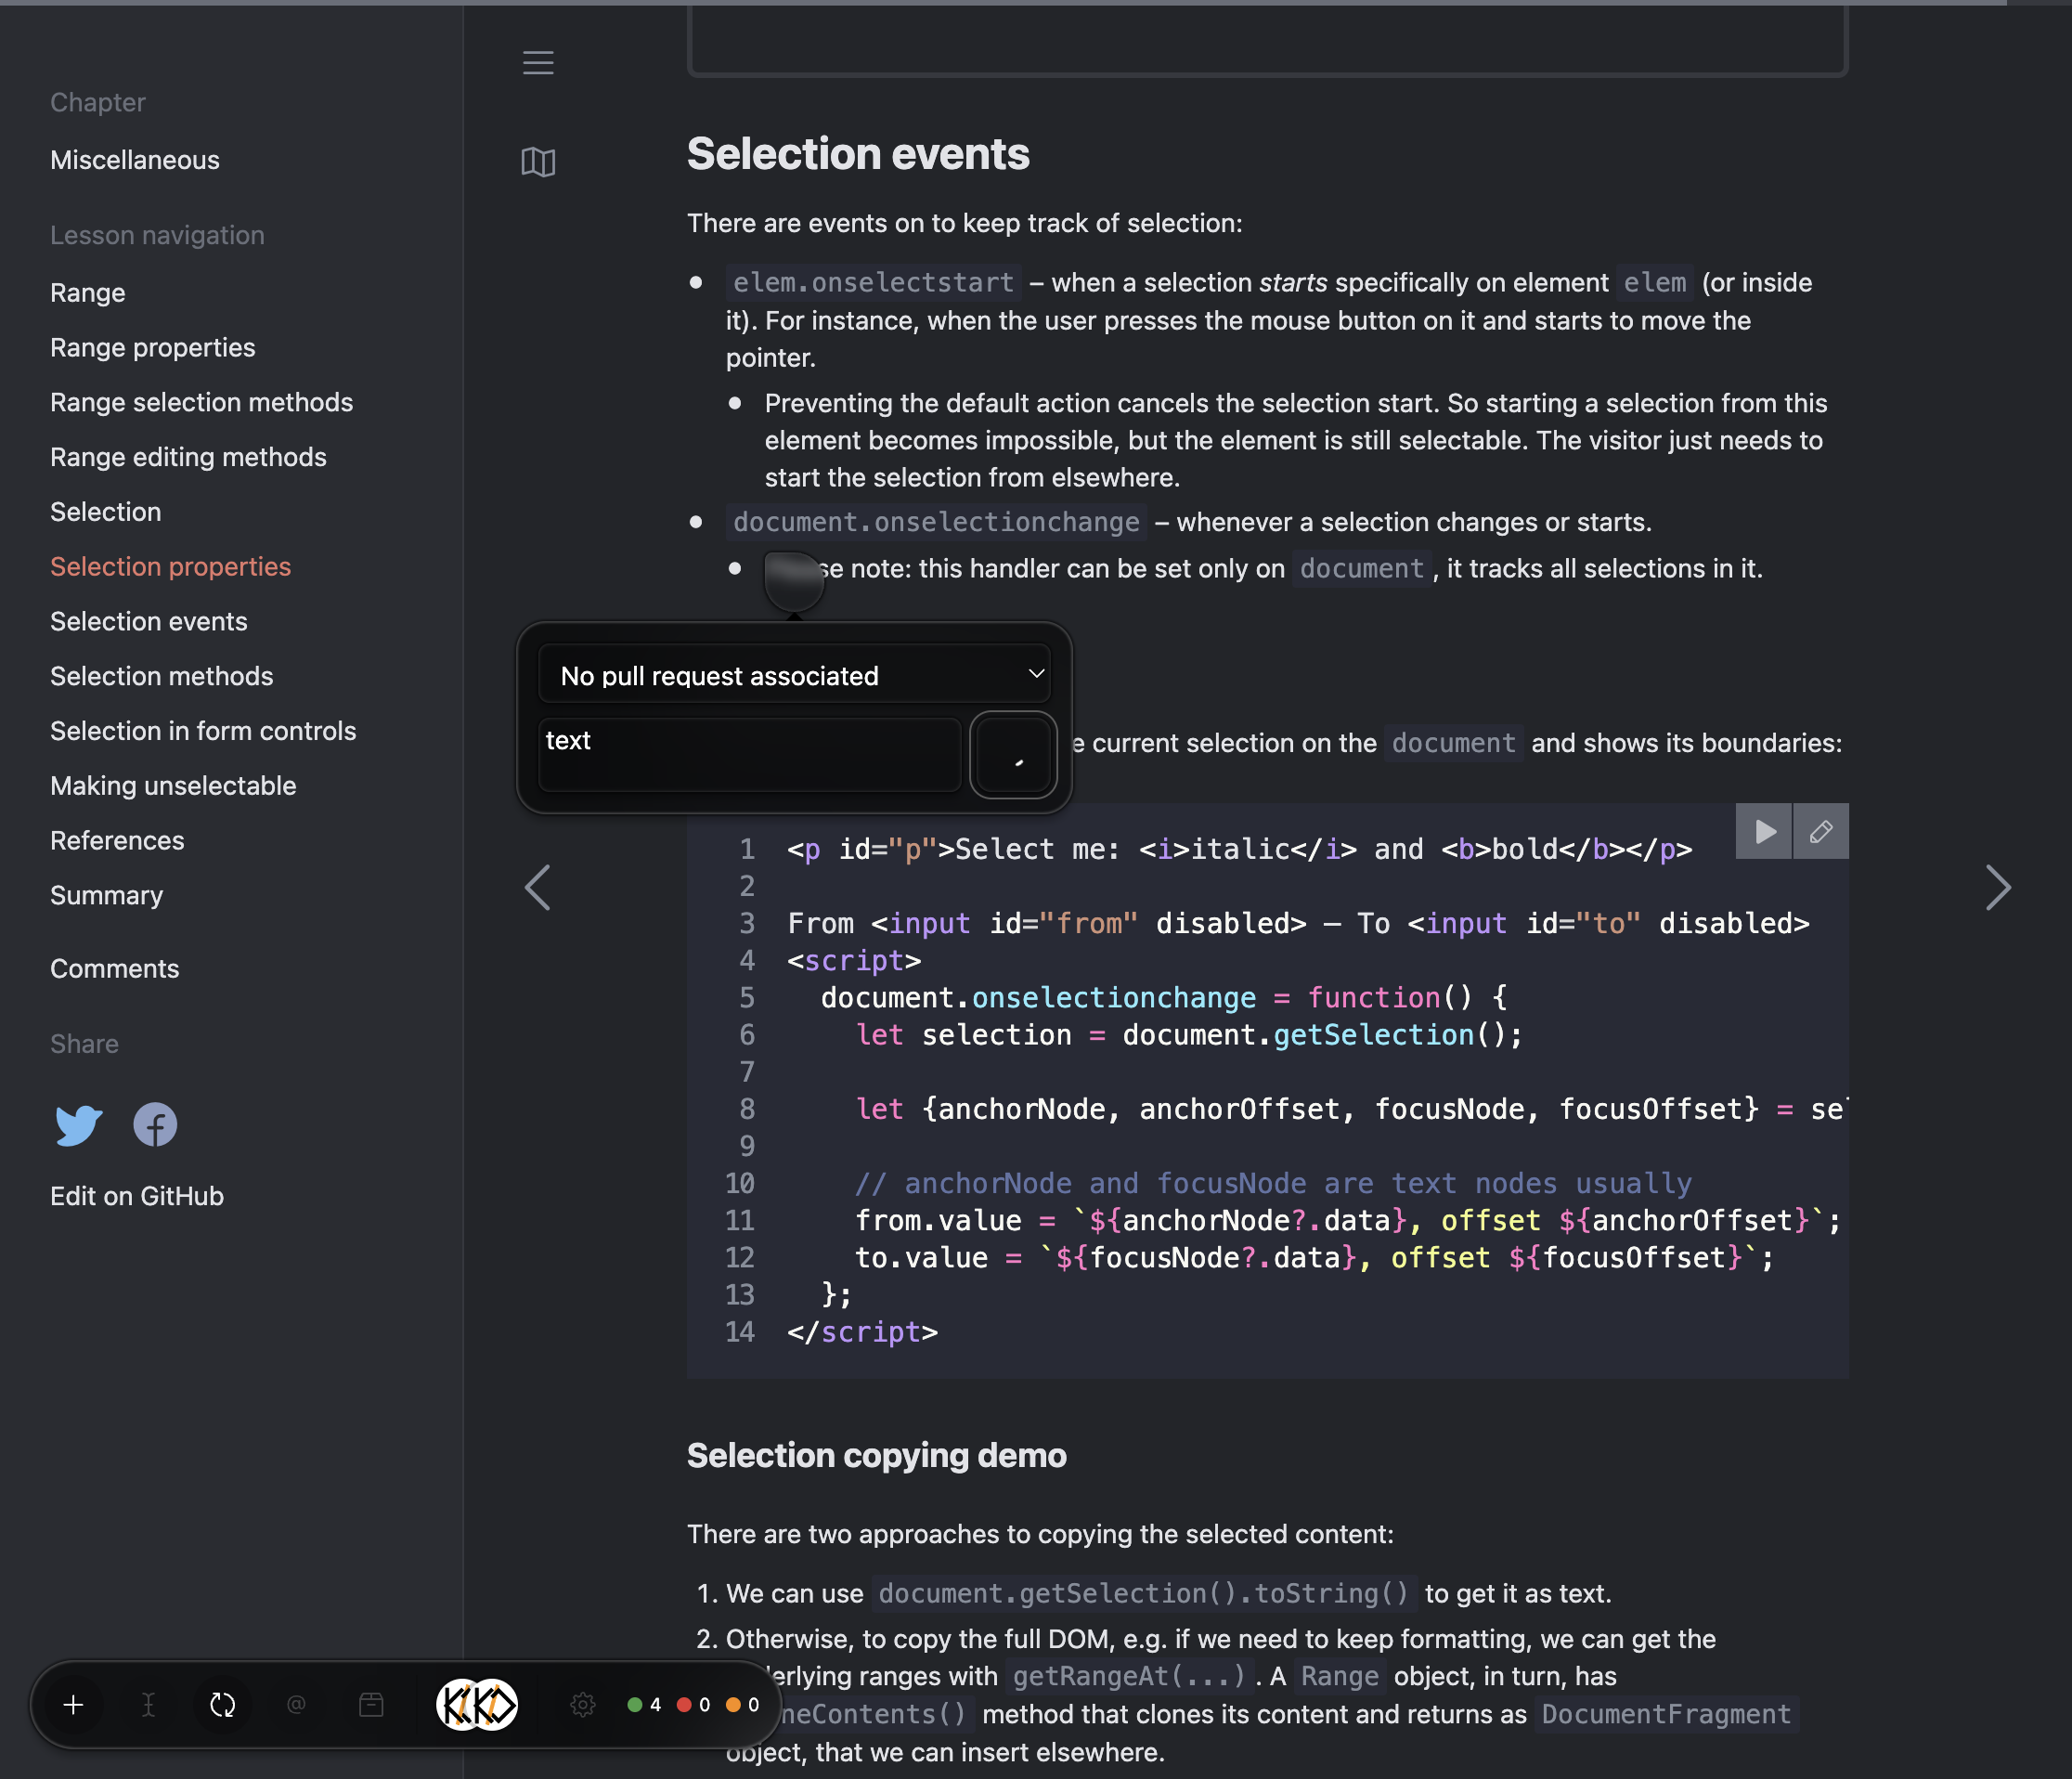 Chapter
Miscellaneous
Lesson navigation
Range
Range properties
Range selection methods
Range editing methods
Selection
Selection properties
Selection events
Selection methods
Selection in form controls
Making unselectable
References
Summary
Comments
Share
Edit on GitHub
Selection events
There are events on to keep track of selection:
elem.onselectstart – when a selection starts specifically on element elem (or inside
it). For instance, when the user presses the mouse button on it and starts to move the
pointer.
Preventing the default action cancels the selection start. So starting a selection from this
element becomes impossible, but the element is still selectable. The visitor just needs to
start the selection from elsewhere.
document.onselectionchange – whenever a selection changes or starts.
se note: this handler can be set only on document, it tracks all selections in it.
No pull request associated
text
e current selection on the document and shows its boundaries:
1 <p id="p">Select me: <i>italic</i> and <b>bold</b></p>
2
3 From <input id="from" disabled> – To <input id="to" disabled>
4 <script>
5   document.onselectionchange = function() {
6     let selection = document.getSelection();
7
8     let {anchorNode, anchorOffset, focusNode, focusOffset} = se
9
10     // anchorNode and focusNode are text nodes usually
11     from.value = `${anchorNode?.data}, offset ${anchorOffset}`;
12     to.value = `${focusNode?.data}, offset ${focusOffset}`;
13   };
14 </script>
Selection copying demo
There are two approaches to copying the selected content:
1. We can use document.getSelection().toString() to get it as text.
2. Otherwise, to copy the full DOM, e.g. if we need to keep formatting, we can get the
derlying ranges with getRangeAt(...). A Range object, in turn, has
neContents() method that clones its content and returns as DocumentFragment
object, that we can insert elsewhere.
4 0 0